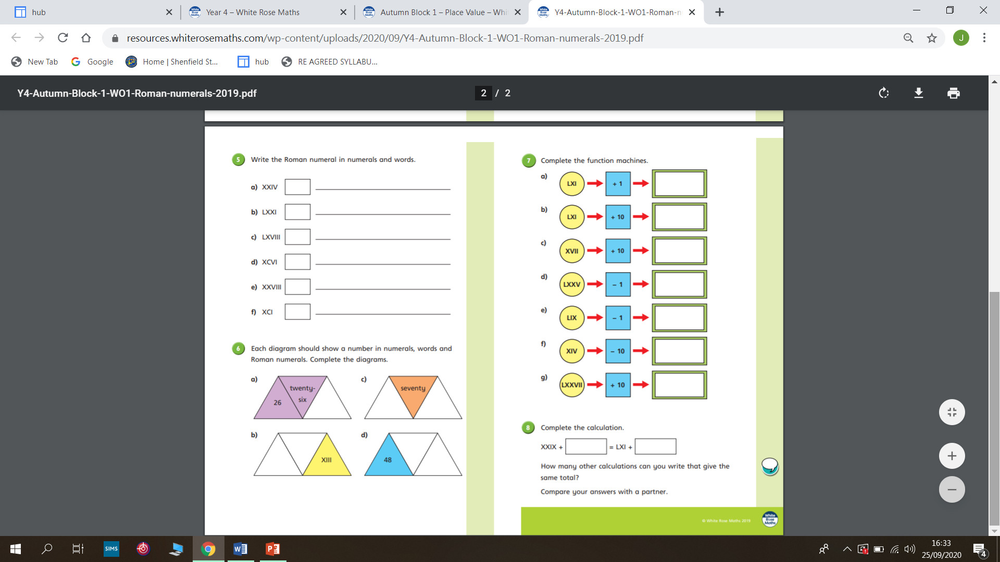 hub
Year 4 – White Rose Maths
Autumn Block 1 – Place Value – Whi
Y4-Autumn-Block-1-WO1-Roman-n
resources.whiterosemaths.com/wp-content/uploads/2020/09/Y4-Autumn-Block-1-WO1-Roman-numerals-2019.pdf
J
New Tab
Google
Home | Shenfield St...
hub
RE AGREED SYLLABU...
Y4-Autumn-Block-1-WO1-Roman-numerals-2019.pdf
2 / 2
5 Write the Roman numeral in numerals and words.
a) XXIV
b) LXXI
c) LXVIII
d) XCVI
e) XXVIII
f) XCI
6 Each diagram should show a number in numerals, words and
Roman numerals. Complete the diagrams.
a) 26 twenty-
six
c) seventy
b) XIII
d) 48
7 Complete the function machines.
a) LXI + 1
b) LXI + 10
c) XVII + 10
d) LXXV – 1
e) LIX – 1
f) XIV – 10
g) LXXVII + 10
8 Complete the calculation.
XXIX + = LXI +
How many other calculations can you write that give the
same total?
Compare your answers with a partner.
© White Rose Maths 2019
White
Rose
Maths
SIMS
16:33
25/09/2020
4